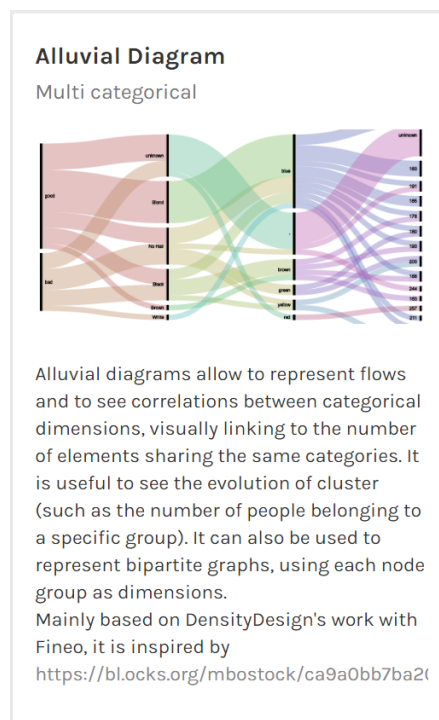 Alluvial Diagram
Multi categorical
good
bad
unknown
Blond
No Hair
Black
Brown
White
blue
-
brown
green
yellow
red
unknown
Alluvial diagrams allow to represent flows
and to see correlations between categorical
dimensions, visually linking to the number
of elements sharing the same categories. It
is useful to see the evolution of cluster
(such as the number of people belonging to
a specific group). It can also be used to
represent bipartite graphs, using each node
group as dimensions.
Mainly based on DensityDesign's work with
Fineo, it is inspired by
https://bl.ocks.org/mbostock/ca9a0bb7ba20